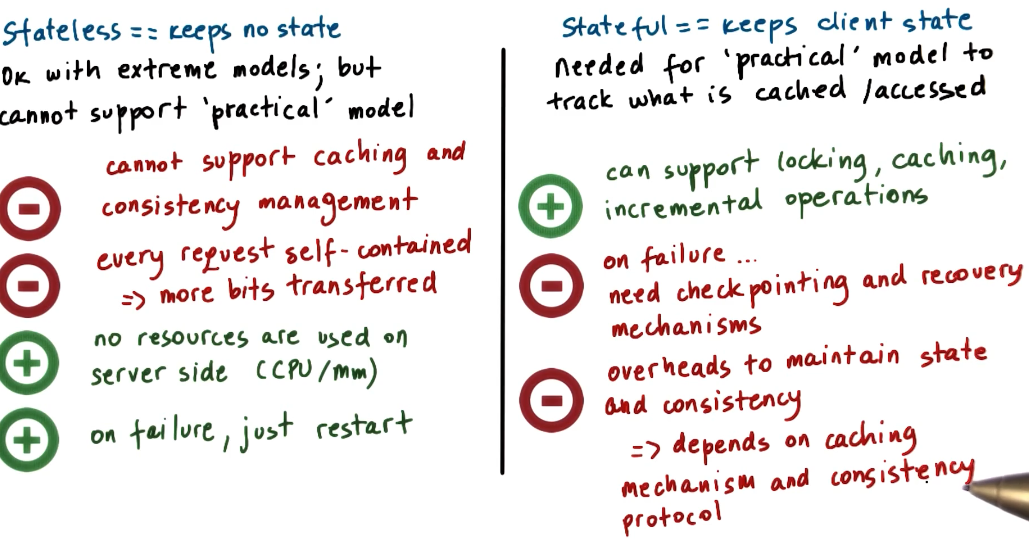 Stateless == keeps no state
OK with extreme models; but
cannot support 'practical' model
cannot support caching and
consistency management
every request self-contained
=> more bits transferred
no resources are used on
server side (CPU/mm)
on failure, just restart
Stateful == keeps client state
needed for 'practical' model to
track what is cached /accessed
can support locking, caching,
incremental operations
on failure ...
need checkpointing and recovery
mechanisms
overheads to maintain state
and consistency
=> depends on caching
mechanism and consistency
protocol